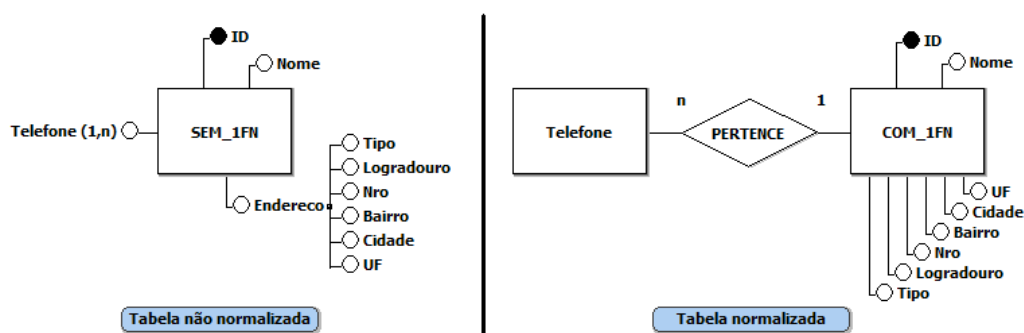 ID
Nome
Telefone (1,n)
SEM_1FN
Tipo
Logradouro
Nro
Endereco
Bairro
Cidade
UF
Tabela não normalizada
ID
Nome
Telefone
n
PERTENCE
1
COM_1FN
UF
Cidade
Bairro
Nro
Logradouro
Tipo
Tabela normalizada